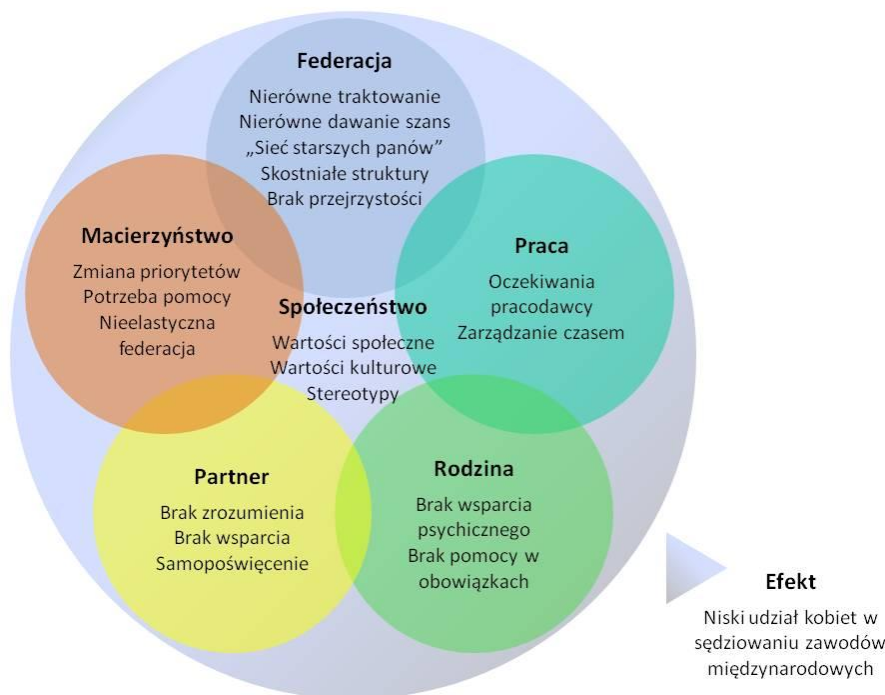 Federacja
Nierówne traktowanie
Nierówne dawanie szans
„Sieć starszych panów”
Skostniałe struktury
Brak przejrzystości
Macierzyństwo
Zmiana priorytetów
Potrzeba pomocy
Nieelastyczna
federacja
Praca
Oczekiwania
pracodawcy
Zarządzanie czasem
Społeczeństwo
Wartości społeczne
Wartości kulturowe
Stereotypy
Partner
Brak zrozumienia
Brak wsparcia
Samopoświęcenie
Rodzina
Brak wsparcia
psychicznego
Brak pomocy w
obowiązkach
Efekt
Niski udział kobiet w
sędziowaniu zawodów
międzynarodowych